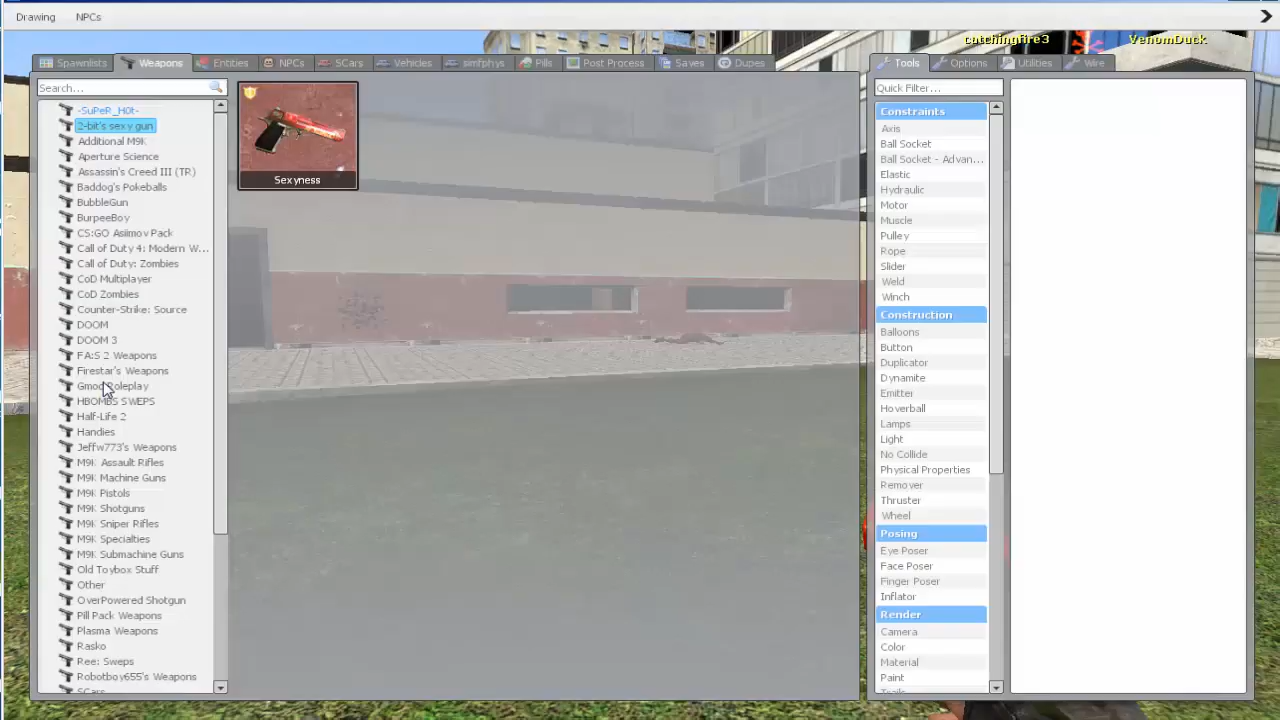 Drawing NPCs
catchingfire3 VenomDuck
Spawnlists Weapons Entities NPCs SCars Vehicles simfphys Pills Post Process Saves Dupes
Tools Options Utilities Wire
Search...
-SuPeR_H0t-
2-bit's sexy gun
Additional M9K
Aperture Science
Assassin's Creed III (TR)
Baddog's Pokeballs
BubbleGun
BurpeeBoy
CS:GO Asiimov Pack
Call of Duty 4: Modern W...
Call of Duty: Zombies
CoD Multiplayer
CoD Zombies
Counter-Strike: Source
DOOM
DOOM 3
FA:S 2 Weapons
Firestar's Weapons
Gmod Roleplay
HBOMBS SWEPS
Half-Life 2
Handies
Jeffw773's Weapons
M9K Assault Rifles
M9K Machine Guns
M9K Pistols
M9K Shotguns
M9K Sniper Rifles
M9K Specialties
M9K Submachine Guns
Old Toybox Stuff
Other
OverPowered Shotgun
Pill Pack Weapons
Plasma Weapons
Rasko
Ree: Sweps
Robotboy655's Weapons
SCars
Sexyness
Quick Filter...
Constraints
Axis
Ball Socket
Ball Socket - Advan...
Elastic
Hydraulic
Motor
Muscle
Pulley
Rope
Slider
Weld
Winch
Construction
Balloons
Button
Duplicator
Dynamite
Emitter
Hoverball
Lamps
Light
No Collide
Physical Properties
Remover
Thruster
Wheel
Posing
Eye Poser
Face Poser
Finger Poser
Inflator
Render
Camera
Color
Material
Paint
Trails